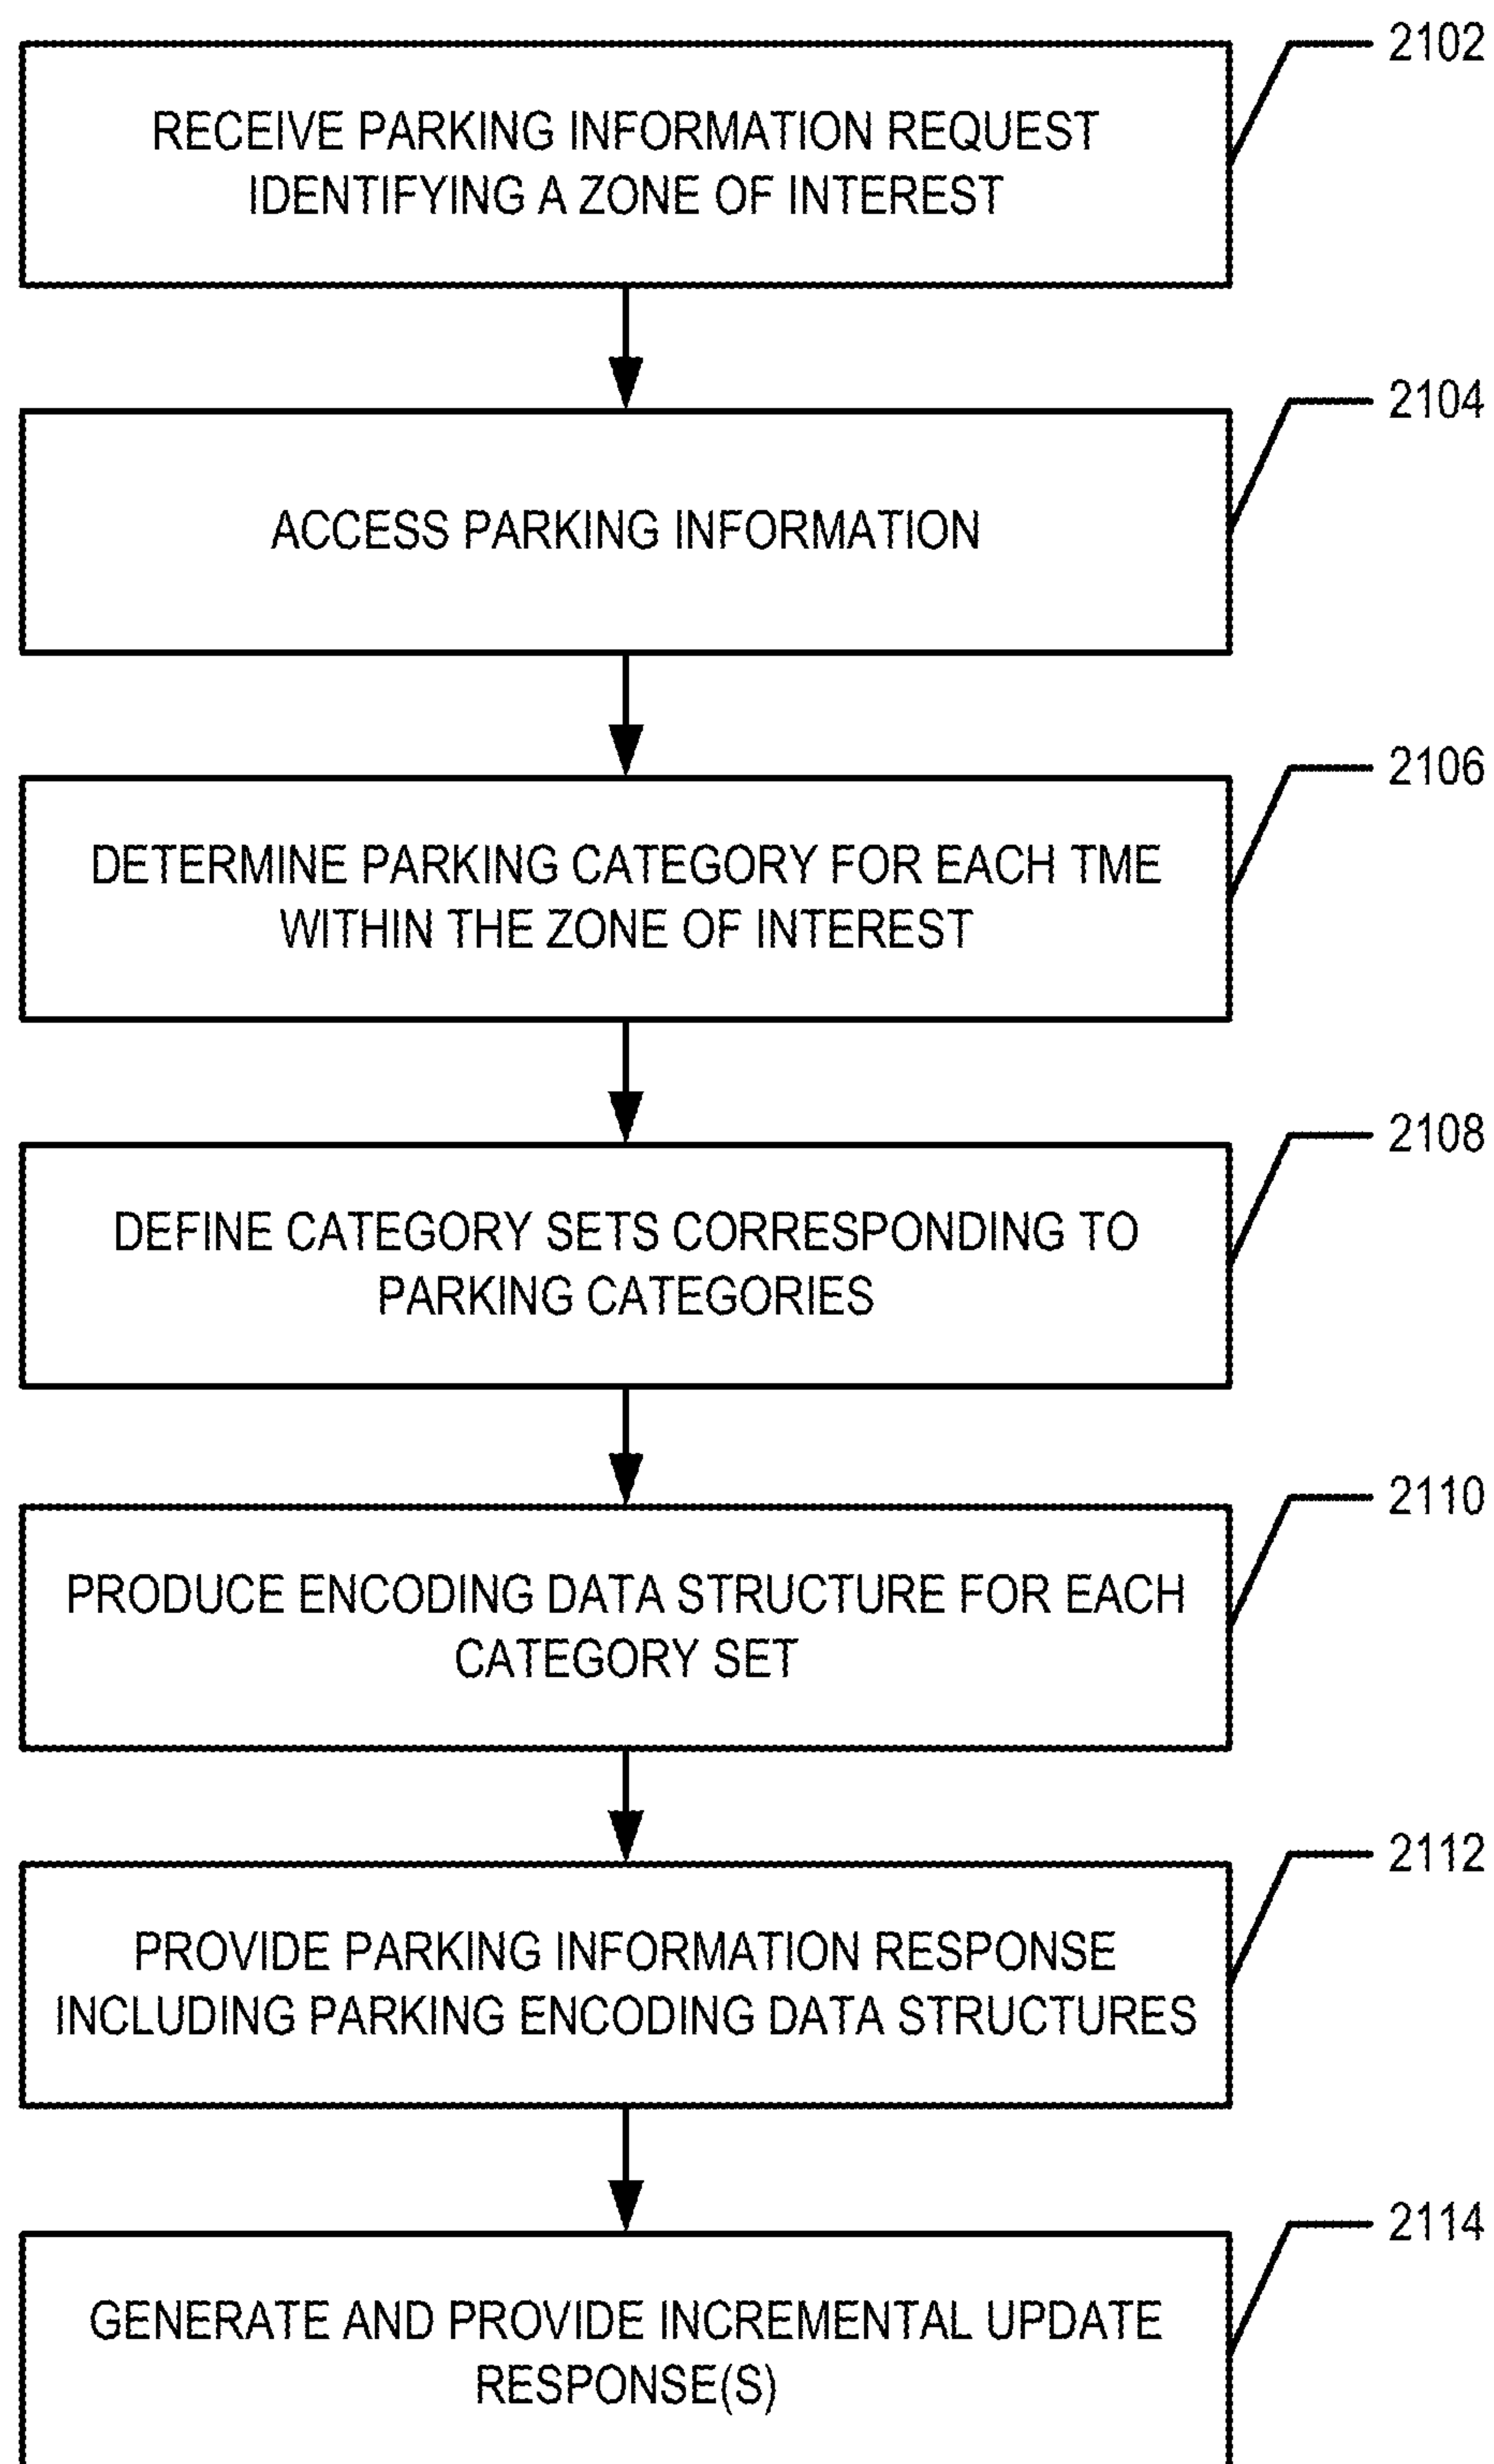 2102
RECEIVE PARKING INFORMATION REQUEST
IDENTIFYING A ZONE OF INTEREST
2104
ACCESS PARKING INFORMATION
2106
DETERMINE PARKING CATEGORY FOR EACH TME
WITHIN THE ZONE OF INTEREST
2108
DEFINE CATEGORY SETS CORRESPONDING TO
PARKING CATEGORIES
2110
PRODUCE ENCODING DATA STRUCTURE FOR EACH
CATEGORY SET
2112
PROVIDE PARKING INFORMATION RESPONSE
INCLUDING PARKING ENCODING DATA STRUCTURES
2114
GENERATE AND PROVIDE INCREMENTAL UPDATE
RESPONSE(S)